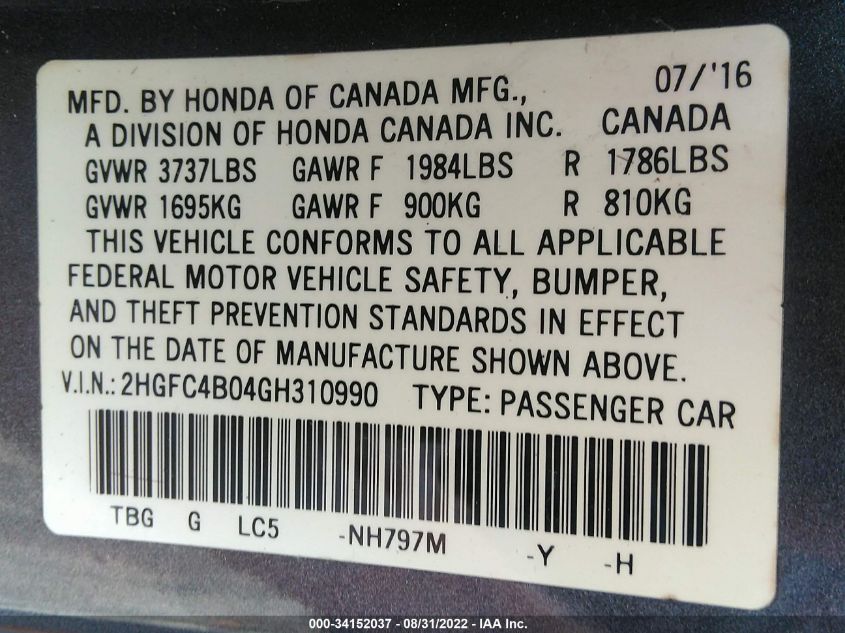 07/'16
MFD. BY HONDA OF CANADA MFG.,
A DIVISION OF HONDA CANADA INC. CANADA
GVWR 3737LBS GAWR F 1984LBS R 1786LBS
GVWR 1695KG GAWR F 900KG R 810KG
THIS VEHICLE CONFORMS TO ALL APPLICABLE
FEDERAL MOTOR VEHICLE SAFETY, BUMPER,
AND THEFT PREVENTION STANDARDS IN EFFECT
ON THE DATE OF MANUFACTURE SHOWN ABOVE.
V.I.N.: 2HGFC4B04GH310990 TYPE: PASSENGER CAR
TBG G LC5 -NH797M -Y -H
000-34152037 - 08/31/2022 - IAA Inc.